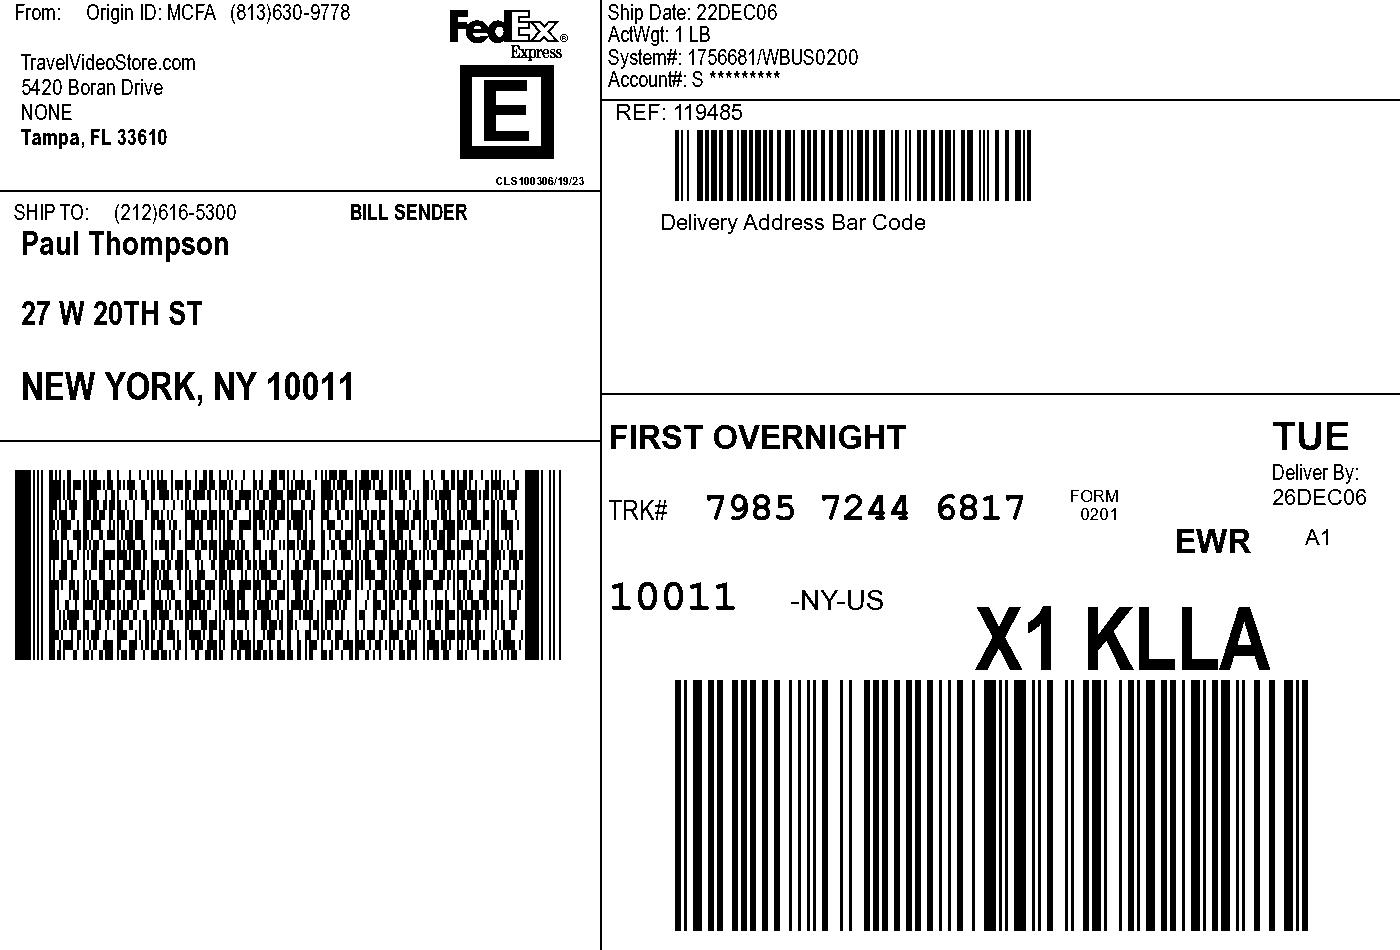 From: Origin ID: MCFA (813)630-9778
TravelVideoStore.com
5420 Boran Drive
NONE
Tampa, FL 33610
FedEx®
Express
E
CLS100306/19/23
Ship Date: 22DEC06
ActWgt: 1 LB
System#: 1756681/WBUS0200
Account#: S *********
REF: 119485
Delivery Address Bar Code
SHIP TO: (212)616-5300 BILL SENDER
Paul Thompson
27 W 20TH ST
NEW YORK, NY 10011
FIRST OVERNIGHT
TUE
Deliver By:
26DEC06
TRK# 7985 7244 6817
FORM
0201
EWR A1
10011 -NY-US
X1 KLLA